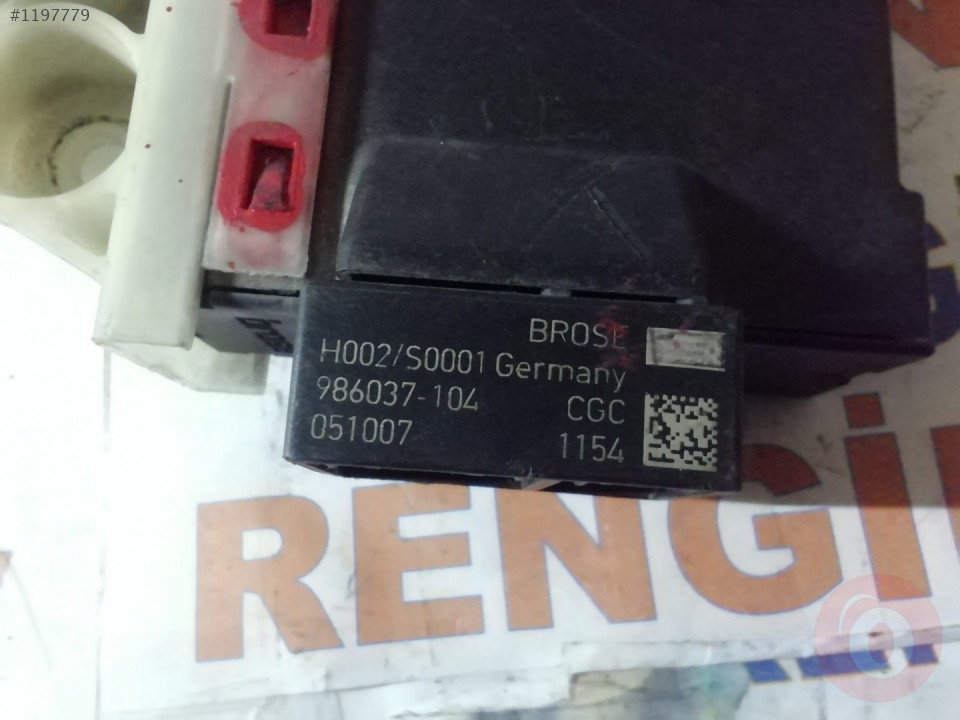 #1197779
BROSE
H002/S0001 Germany
986037-104 CGC
051007 1154
RENGİ